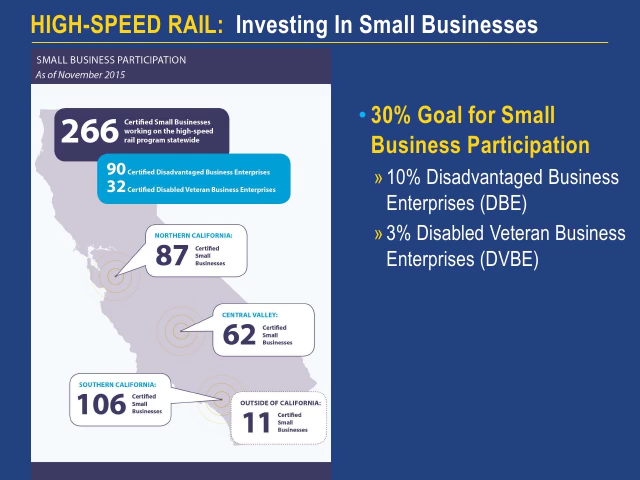 HIGH-SPEED RAIL: Investing In Small Businesses
SMALL BUSINESS PARTICIPATION
As of November 2015
266 Certified Small Businesses
working on the high-speed
rail program statewide
90 Certified Disadvantaged Business Enterprises
32 Certified Disabled Veteran Business Enterprises
NORTHERN CALIFORNIA:
87 Certified
Small
Businesses
CENTRAL VALLEY:
62 Certified
Small
Businesses
SOUTHERN CALIFORNIA:
106 Certified
Small
Businesses
OUTSIDE OF CALIFORNIA:
11 Certified
Small
Businesses
• 30% Goal for Small
Business Participation
» 10% Disadvantaged Business
Enterprises (DBE)
» 3% Disabled Veteran Business
Enterprises (DVBE)